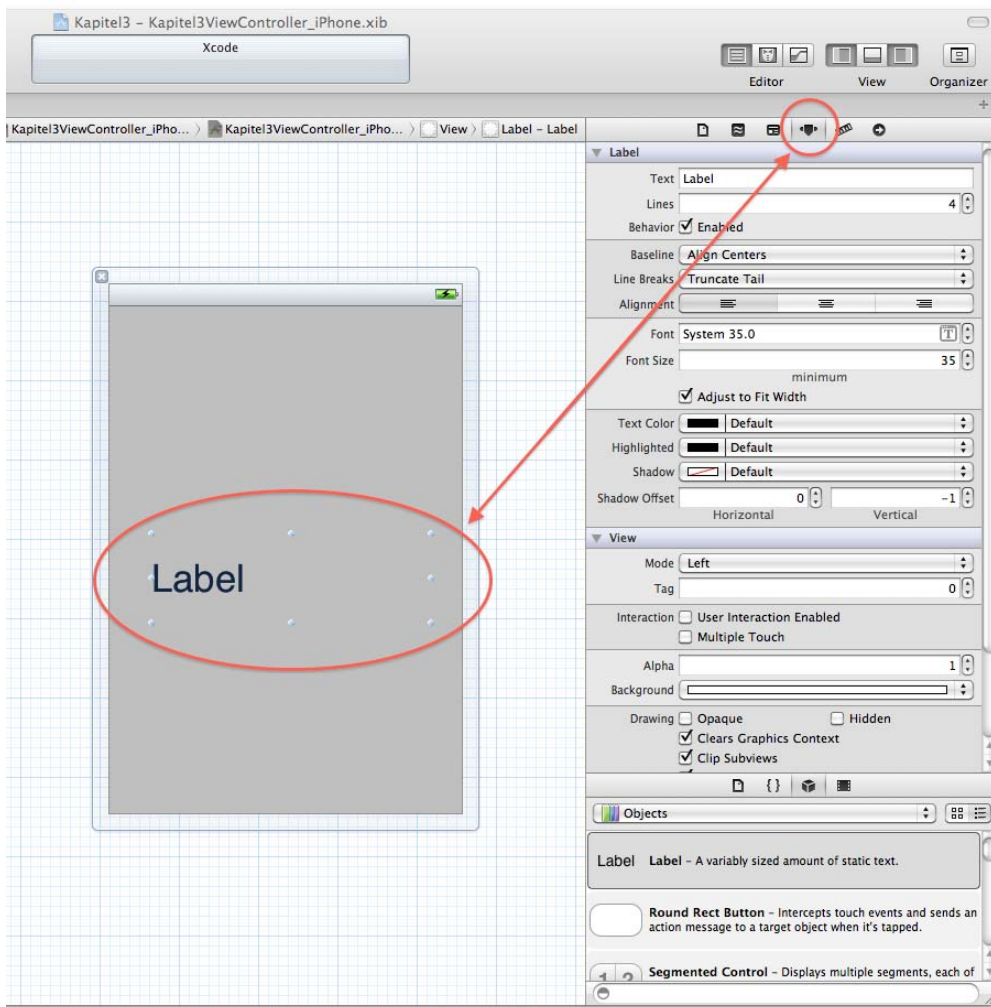 Kapitel3 – Kapitel3ViewController_iPhone.xib
Xcode
Editor View Organizer
Kapitel3ViewController_iPho... Kapitel3ViewController_iPho... View Label – Label
Label
Text Label
Lines 4
Behavior Enabled
Baseline Align Centers
Line Breaks Truncate Tail
Alignment
Font System 35.0
Font Size 35
minimum
Adjust to Fit Width
Text Color Default
Highlighted Default
Shadow Default
Shadow Offset 0 -1
Horizontal Vertical
View
Mode Left
Tag 0
Interaction User Interaction Enabled
Multiple Touch
Alpha 1
Background
Drawing Opaque Hidden
Clears Graphics Context
Clip Subviews
Label
{}
Objects
Label Label – A variably sized amount of static text.
Round Rect Button – Intercepts touch events and sends an
action message to a target object when it's tapped.
1 2 Segmented Control – Displays multiple segments, each of